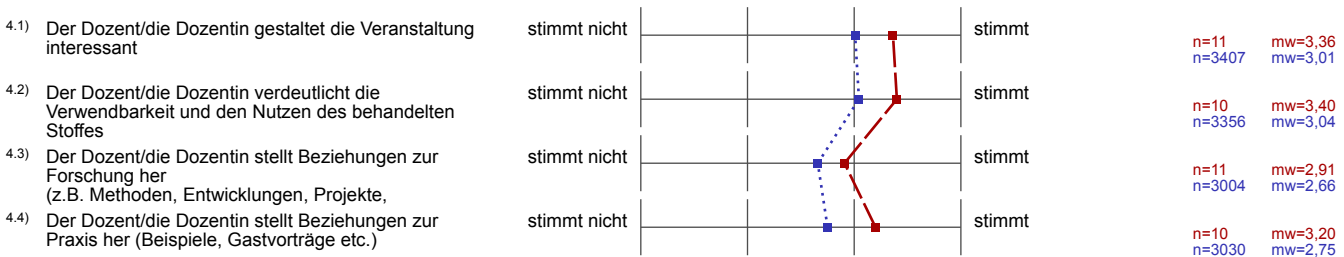 4.1) Der Dozent/die Dozentin gestaltet die Veranstaltung
interessant
stimmt nicht
stimmt
n=11 mw=3,36
n=3407 mw=3,01
4.2) Der Dozent/die Dozentin verdeutlicht die
Verwendbarkeit und den Nutzen des behandelten
Stoffes
stimmt nicht
stimmt
n=10 mw=3,40
n=3356 mw=3,04
4.3) Der Dozent/die Dozentin stellt Beziehungen zur
Forschung her
(z.B. Methoden, Entwicklungen, Projekte,
stimmt nicht
stimmt
n=11 mw=2,91
n=3004 mw=2,66
4.4) Der Dozent/die Dozentin stellt Beziehungen zur
Praxis her (Beispiele, Gastvorträge etc.)
stimmt nicht
stimmt
n=10 mw=3,20
n=3030 mw=2,75